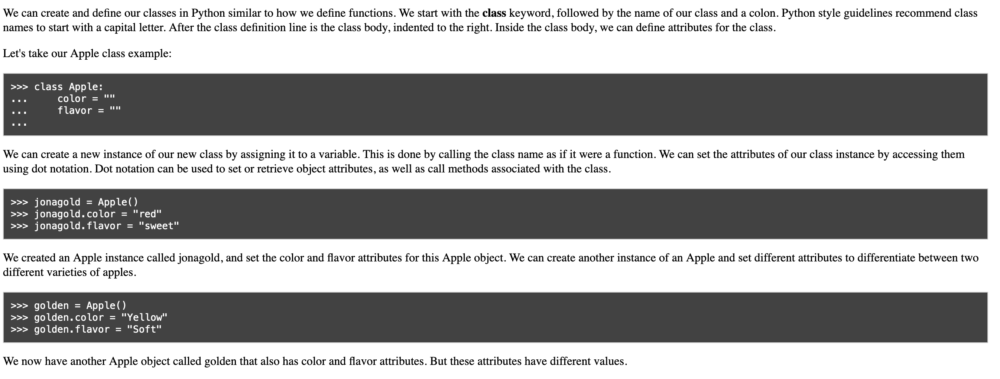 We can create and define our classes in Python similar to how we define functions. We start with the class keyword, followed by the name of our class and a colon. Python style guidelines recommend class
names to start with a capital letter. After the class definition line is the class body, indented to the right. Inside the class body, we can define attributes for the class.
Let's take our Apple class example:
>>> class Apple:
...     color = ""
...     flavor = ""
...
We can create a new instance of our new class by assigning it to a variable. This is done by calling the class name as if it were a function. We can set the attributes of our class instance by accessing them
using dot notation. Dot notation can be used to set or retrieve object attributes, as well as call methods associated with the class.
>>> jonagold = Apple()
>>> jonagold.color = "red"
>>> jonagold.flavor = "sweet"
We created an Apple instance called jonagold, and set the color and flavor attributes for this Apple object. We can create another instance of an Apple and set different attributes to differentiate between two
different varieties of apples.
>>> golden = Apple()
>>> golden.color = "Yellow"
>>> golden.flavor = "Soft"
We now have another Apple object called golden that also has color and flavor attributes. But these attributes have different values.